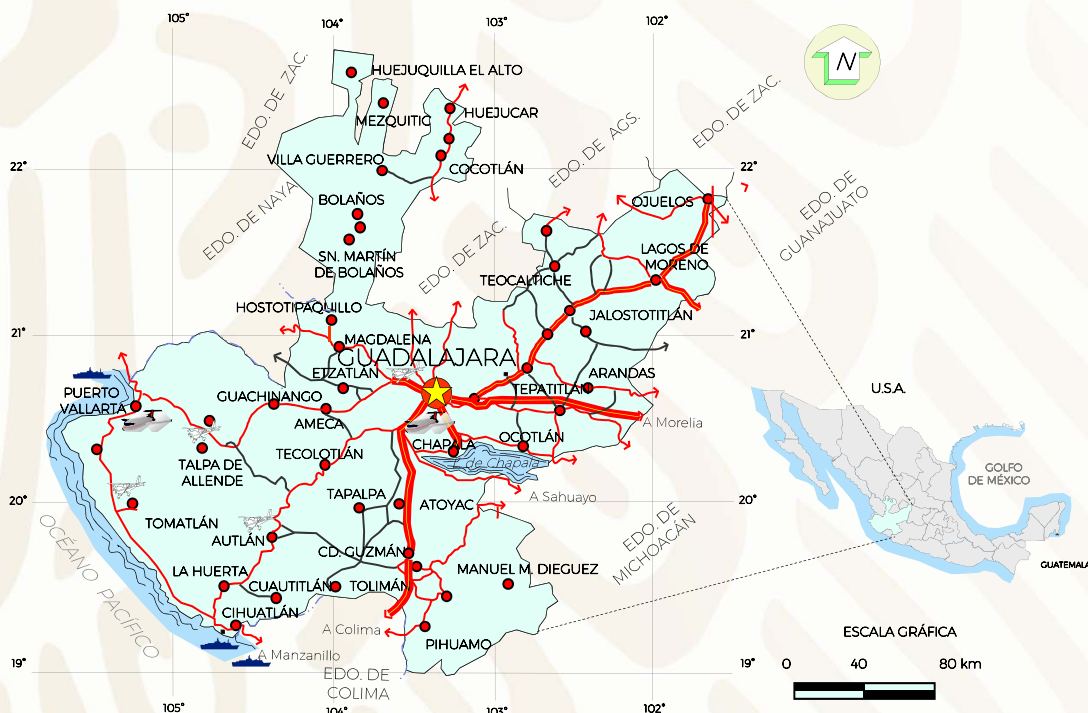 105°
104°
103°
102°
N
EDO. DE ZAC.
HUEJUQUILLA EL ALTO
MEZQUITIC
HUEJUCAR
EDO. DE ZAC.
EDO. DE AGS.
22°
VILLA GUERRERO
COCOTLÁN
22°
BOLAÑOS
OJUELOS
EDO. DE
GUANAJUATO
EDO. DE NAYA.
SN. MARTÍN
DE BOLAÑOS
EDO. DE ZAC.
LAGOS DE
MORENO
TEOCALTICHE
HOSTOTIPAQUILLO
JALOSTOTITLÁN
21°
21°
MAGDALENA
GUADALAJARA
ETZATLÁN
ARANDAS
TEPATITLAN
PUERTO
VALLARTA
GUACHINANGO
AMECA
A Morelia
U.S.A.
CHAPALA
OCOTLÁN
TECOLOTLÁN
L. de Chapala
TALPA DE
ALLENDE
GOLFO
DE MÉXICO
20°
TAPALPA
ATOYAC
A Sahuayo
20°
TOMATLÁN
AUTLÁN
EDO. DE
MICHOACÁN
OCÉANO PACÍFICO
CD. GUZMÁN
LA HUERTA
MANUEL M. DIEGUEZ
GUATEMALA
CUAUTITLÁN
TOLIMÁN
CIHUATLÁN
A Colima
PIHUAMO
ESCALA GRÁFICA
A Manzanillo
19°
EDO. DE
COLIMA
19°
0 40 80 km
105°
104°
103°
102°